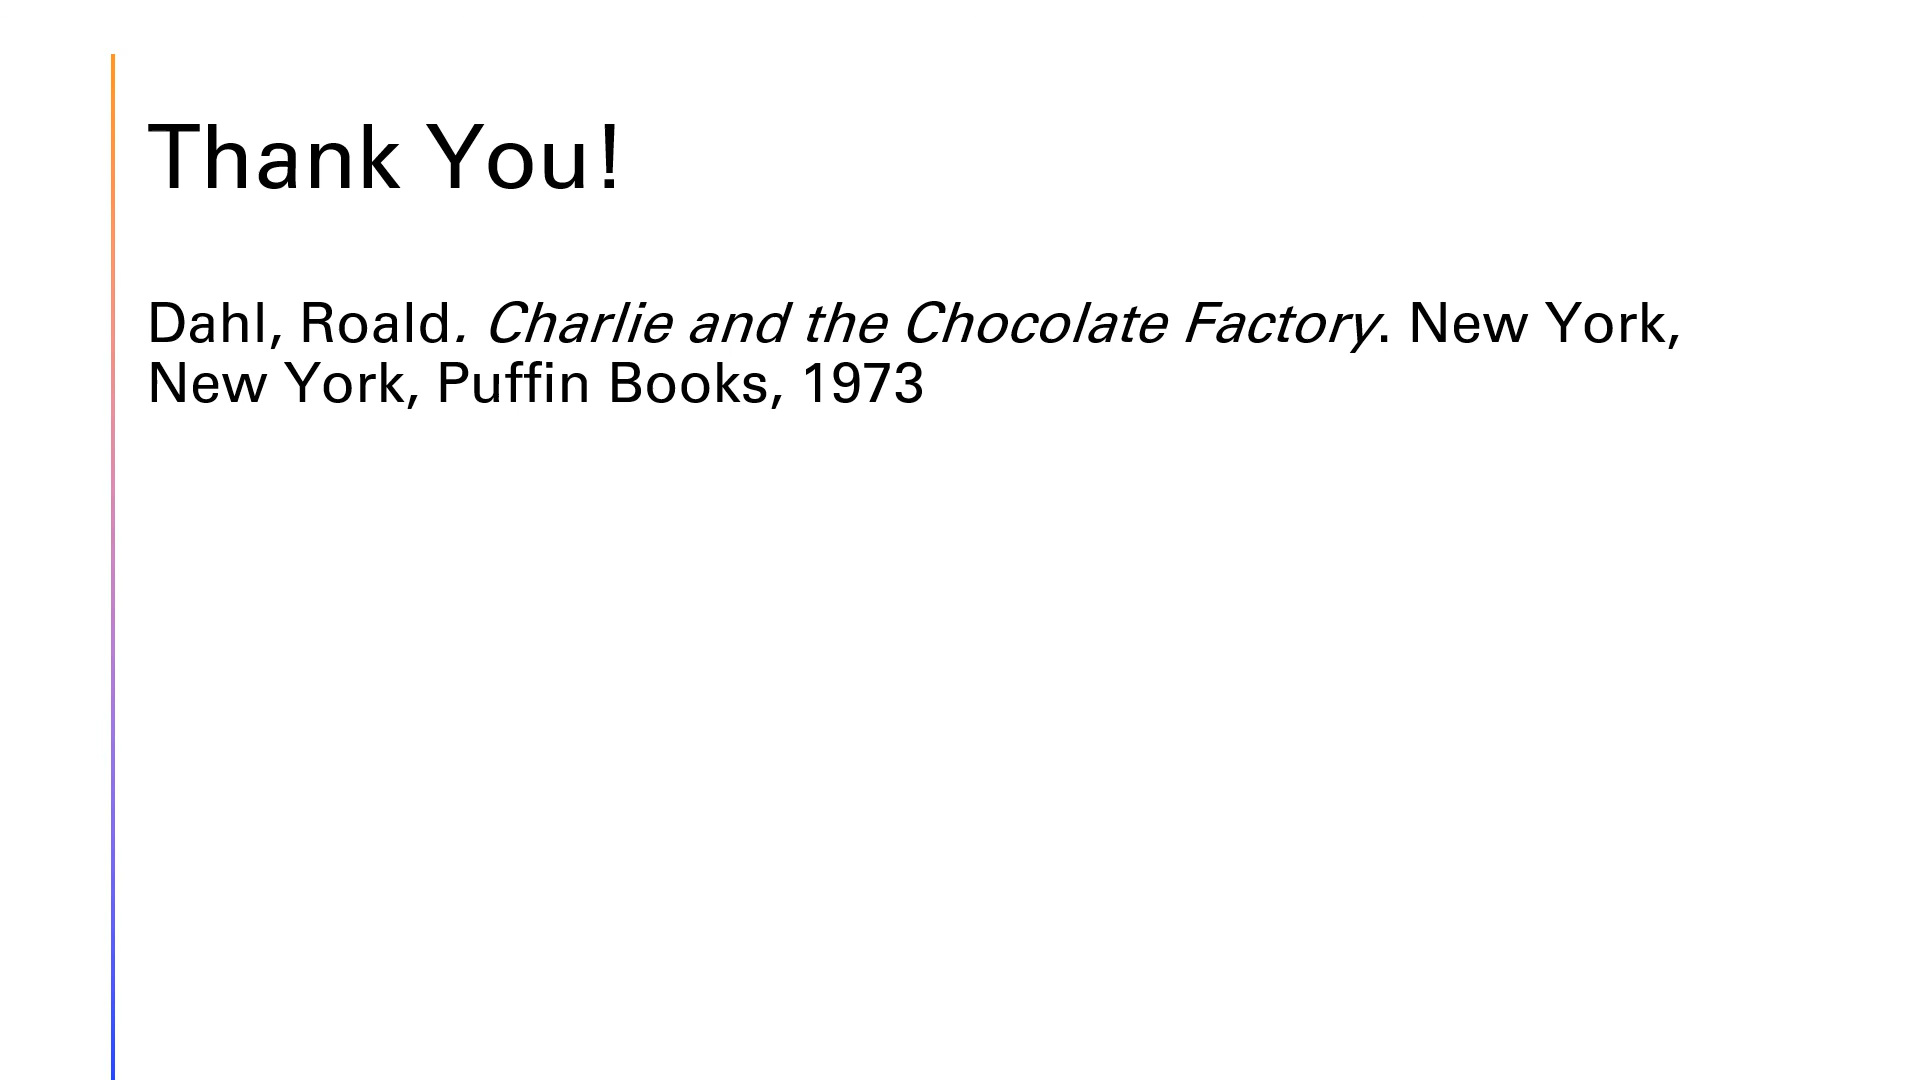 Thank You!
Dahl, Roald. Charlie and the Chocolate Factory. New York,
New York, Puffin Books, 1973